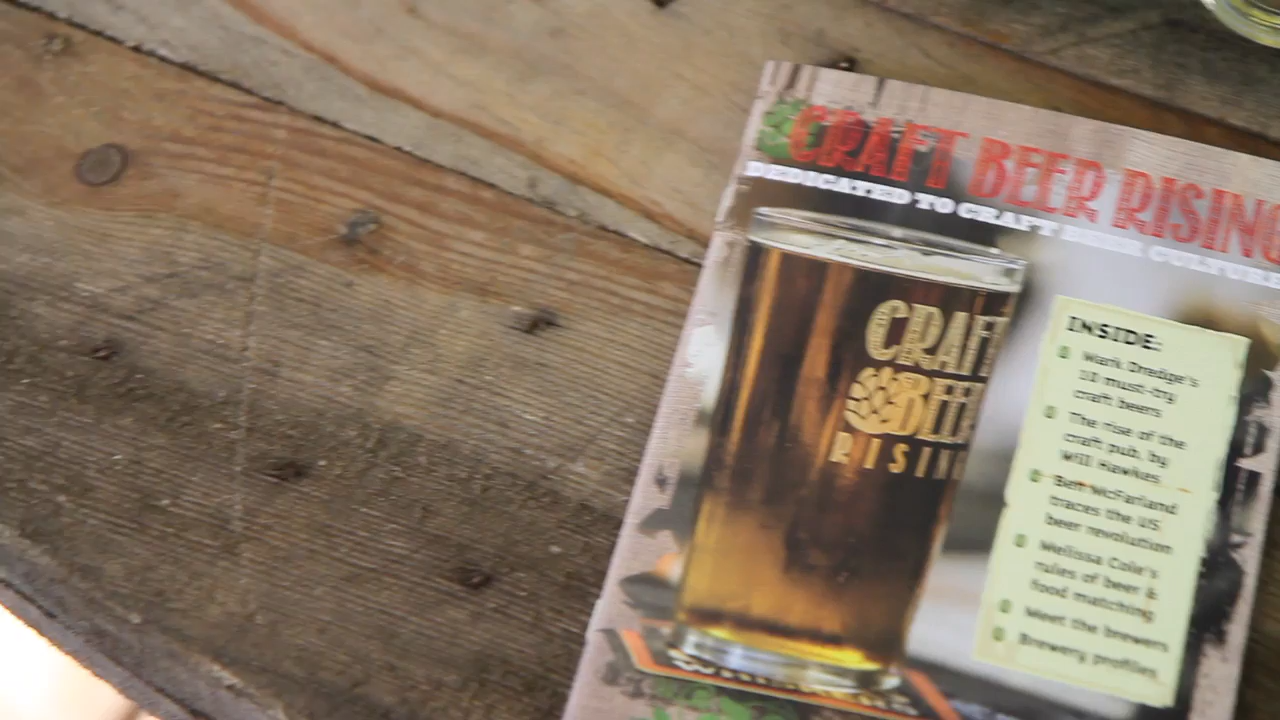 CRAFT BEER RISING
DEDICATED TO CRAFT BEER CULTURE
CRAFT
BEER
RISING
INSIDE:
Mark Dredge's
10 must-try
craft beers
The rise of the
craft pub, by
Will Hawkes
Ben McFarland
traces the US
beer revolution
Melissa Cole's
rules of beer &
food matching
Meet the brewers
Brewery profiles